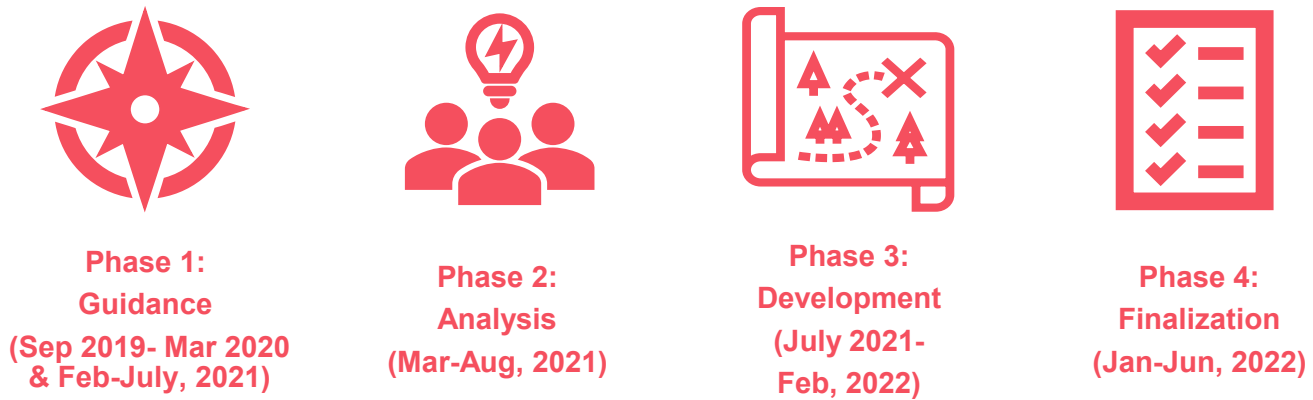 Phase 1:
Guidance
(Sep 2019- Mar 2020
& Feb-July, 2021)
Phase 2:
Analysis
(Mar-Aug, 2021)
Phase 3:
Development
(July 2021-
Feb, 2022)
Phase 4:
Finalization
(Jan-Jun, 2022)